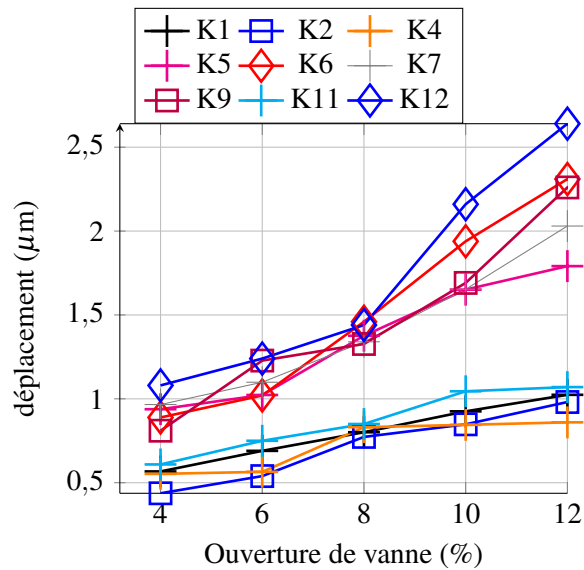 K1 K2 K4
K5 K6 K7
K9 K11 K12
2,5
2
1,5
1
0,5
déplacement (μm)
4 6 8 10 12
Ouverture de vanne (%)